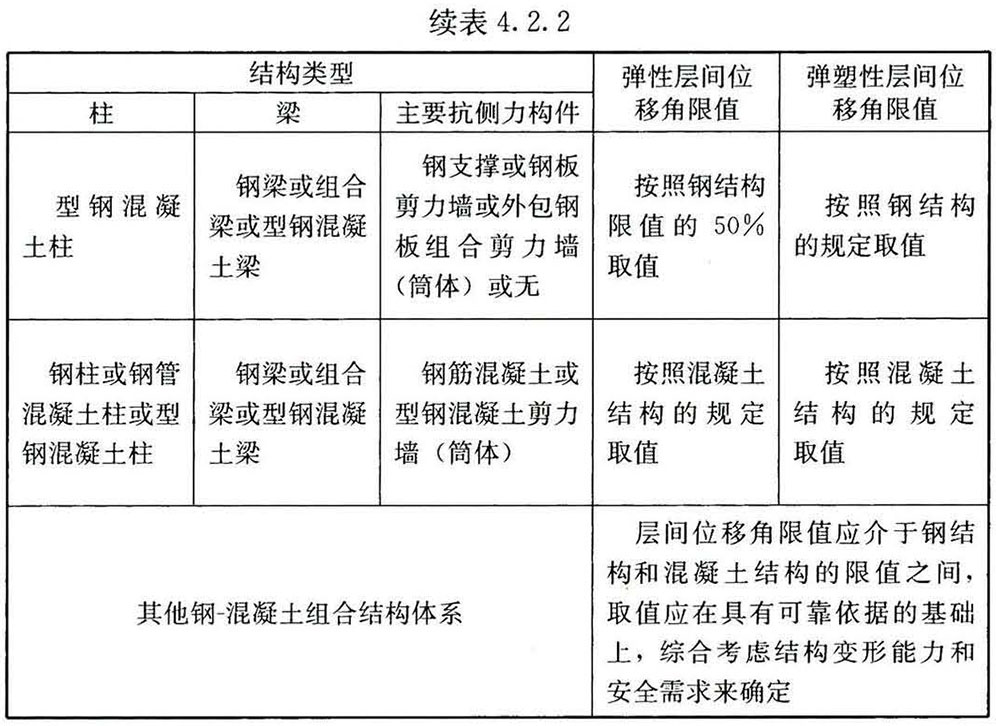 续表 4.2.2
结构类型
弹性层间位
移角限值
弹塑性层间位
移角限值
柱
梁
主要抗侧力构件
型钢混凝
土柱
钢梁或组合
梁或型钢混凝
土梁
钢支撑或钢板
剪力墙或外包钢
板组合剪力墙
（筒体）或无
按照钢结构
限值的 50%
取值
按照钢结构
的规定取值
钢柱或钢管
混凝土柱或型
钢混凝土柱
钢梁或组合
梁或型钢混凝
土梁
钢筋混凝土或
型钢混凝土剪力
墙（筒体）
按照混凝土
结构的规定
取值
按照混凝土
结构的规定
取值
其他钢-混凝土组合结构体系
层间位移角限值应介于钢结
构和混凝土结构的限值之间，
取值应在具有可靠依据的基础
上，综合考虑结构变形能力和
安全需求来确定